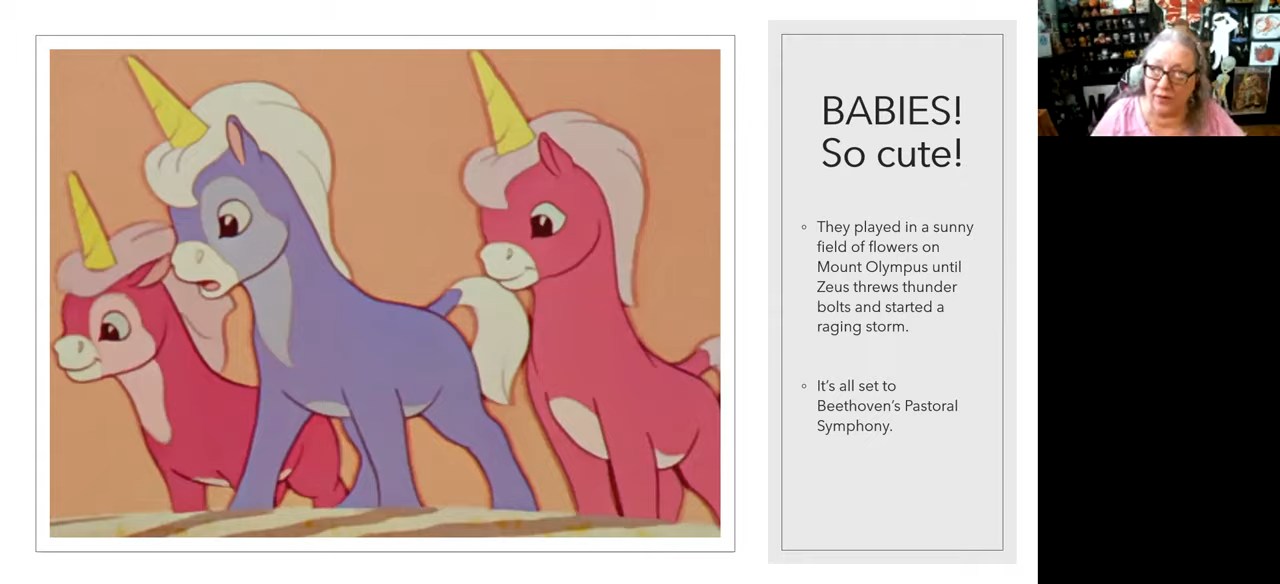 BABIES!
So cute!
They played in a sunny
field of flowers on
Mount Olympus until
Zeus threws thunder
bolts and started a
raging storm.
It's all set to
Beethoven's Pastoral
Symphony.